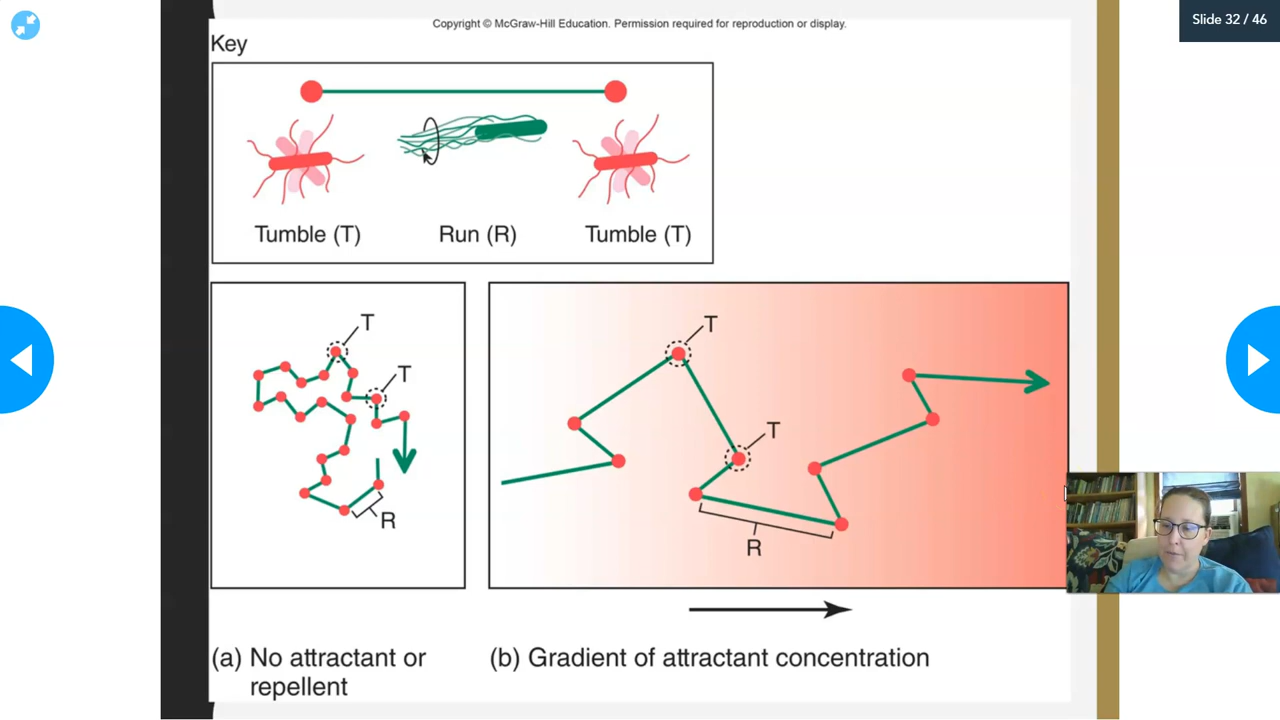 Copyright © McGraw-Hill Education. Permission required for reproduction or display.
Slide 32 / 46
Key
Tumble (T)
Run (R)
Tumble (T)
T
T
R
T
T
R
(a) No attractant or
repellent
(b) Gradient of attractant concentration